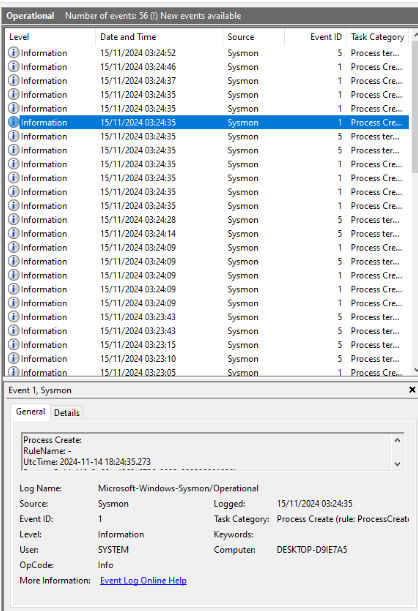 Operational Number of events: 56 (!) New events available
Level Date and Time Source Event ID Task Category
Information 15/11/2024 03:24:52 Sysmon 5 Process ter...
Information 15/11/2024 03:24:46 Sysmon 1 Process Cre...
Information 15/11/2024 03:24:37 Sysmon 1 Process Cre...
Information 15/11/2024 03:24:35 Sysmon 1 Process Cre...
Information 15/11/2024 03:24:35 Sysmon 1 Process Cre...
Information 15/11/2024 03:24:35 Sysmon 1 Process Cre...
Information 15/11/2024 03:24:35 Sysmon 5 Process ter...
Information 15/11/2024 03:24:35 Sysmon 5 Process ter...
Information 15/11/2024 03:24:35 Sysmon 1 Process Cre...
Information 15/11/2024 03:24:35 Sysmon 1 Process Cre...
Information 15/11/2024 03:24:35 Sysmon 1 Process Cre...
Information 15/11/2024 03:24:35 Sysmon 1 Process Cre...
Information 15/11/2024 03:24:28 Sysmon 5 Process ter...
Information 15/11/2024 03:24:14 Sysmon 5 Process ter...
Information 15/11/2024 03:24:09 Sysmon 1 Process Cre...
Information 15/11/2024 03:24:09 Sysmon 5 Process ter...
Information 15/11/2024 03:24:09 Sysmon 1 Process Cre...
Information 15/11/2024 03:24:09 Sysmon 1 Process Cre...
Information 15/11/2024 03:24:09 Sysmon 1 Process Cre...
Information 15/11/2024 03:23:43 Sysmon 5 Process ter...
Information 15/11/2024 03:23:43 Sysmon 5 Process ter...
Information 15/11/2024 03:23:15 Sysmon 5 Process ter...
Information 15/11/2024 03:23:10 Sysmon 5 Process ter...
Information 15/11/2024 03:23:05 Sysmon 1 Process Cre...
Event 1, Sysmon
General Details
Process Create:
RuleName: -
UtcTime: 2024-11-14 18:24:35.273
Log Name: Microsoft-Windows-Sysmon/Operational
Source: Sysmon Logged: 15/11/2024 03:24:35
Event ID: 1 Task Category: Process Create (rule: ProcessCreate
Level: Information Keywords:
User: SYSTEM Computer: DESKTOP-D9IE7A5
OpCode: Info
More Information: Event Log Online Help